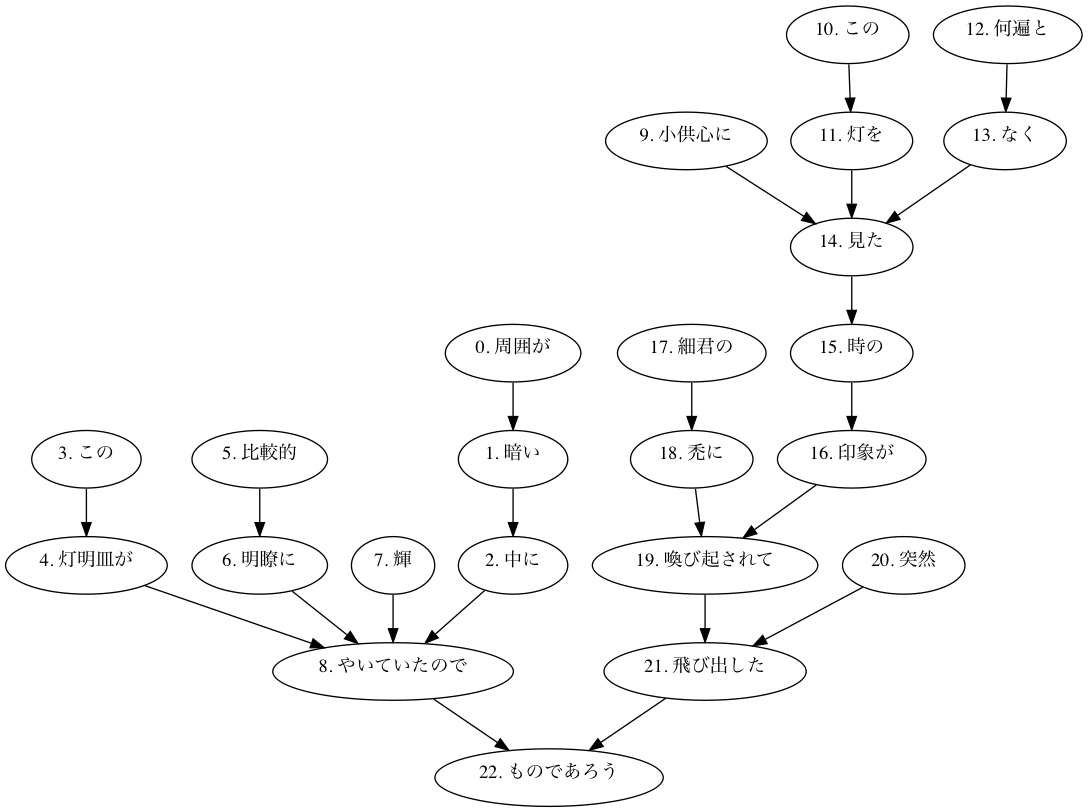 10. この
12. 何遍と
9. 小供心に
11. 灯を
13. なく
14. 見た
0. 周囲が
17. 細君の
15. 時の
3. この
5. 比較的
1. 暗い
18. 禿に
16. 印象が
4. 灯明皿が
6. 明瞭に
7. 輝
2. 中に
19. 喚び起されて
20. 突然
8. やいていたので
21. 飛び出した
22. ものであろう